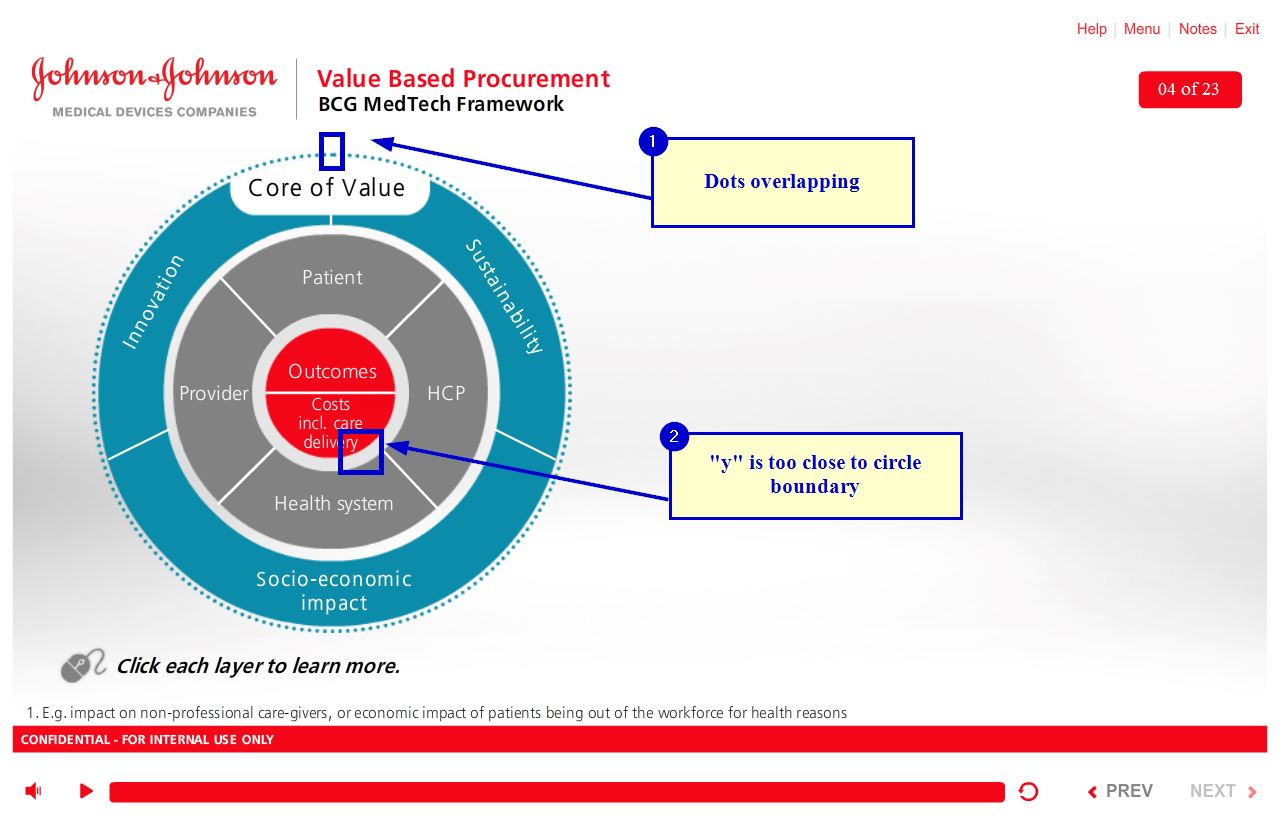 Help | Menu | Notes | Exit
Johnson & Johnson
MEDICAL DEVICES COMPANIES
Value Based Procurement
BCG MedTech Framework
04 of 23
1
Dots overlapping
Core of Value
Innovation
Sustainability
Patient
Provider
HCP
Outcomes
Costs
incl. care
delivery
2
"y" is too close to circle
boundary
Health system
Socio-economic
impact
Click each layer to learn more.
1. E.g. impact on non-professional care-givers, or economic impact of patients being out of the workforce for health reasons
CONFIDENTIAL - FOR INTERNAL USE ONLY
PREV
NEXT